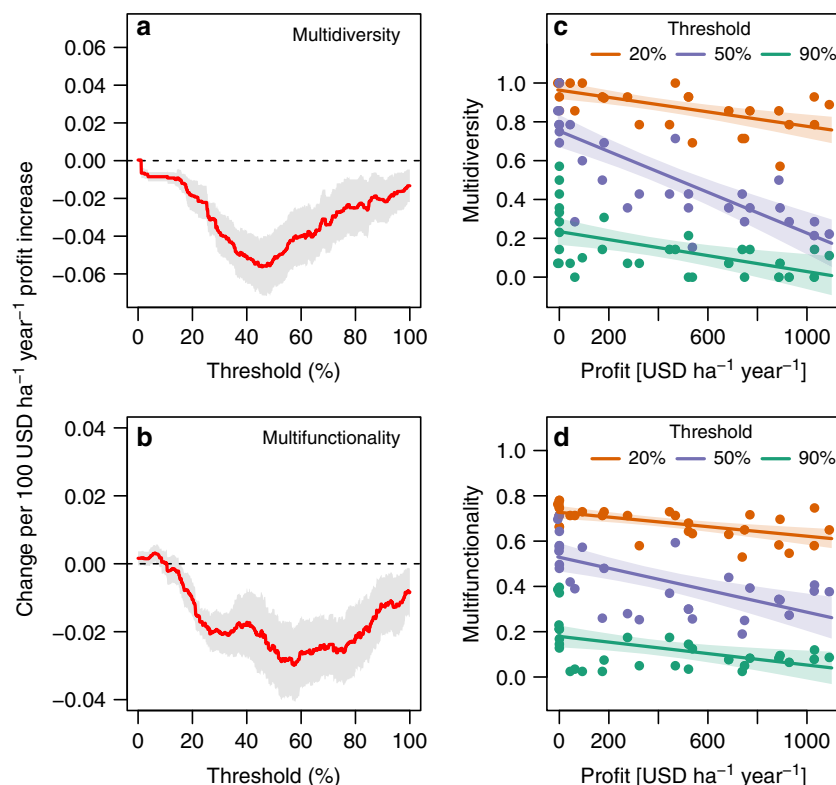 Change per 100 USD ha⁻¹ year⁻¹ profit increase
a
Multidiversity
0.06
0.04
0.02
0.00
−0.02
−0.04
−0.06
0 20 40 60 80 100
Threshold (%)
c
Threshold
20% 50% 90%
Multidiversity
1.0
0.8
0.6
0.4
0.2
0.0
0 200 600 1000
Profit [USD ha⁻¹ year⁻¹]
b
Multifunctionality
0.04
0.02
0.00
−0.02
−0.04
0 20 40 60 80 100
Threshold (%)
d
Threshold
20% 50% 90%
Multifunctionality
1.0
0.8
0.6
0.4
0.2
0.0
0 200 600 1000
Profit [USD ha⁻¹ year⁻¹]